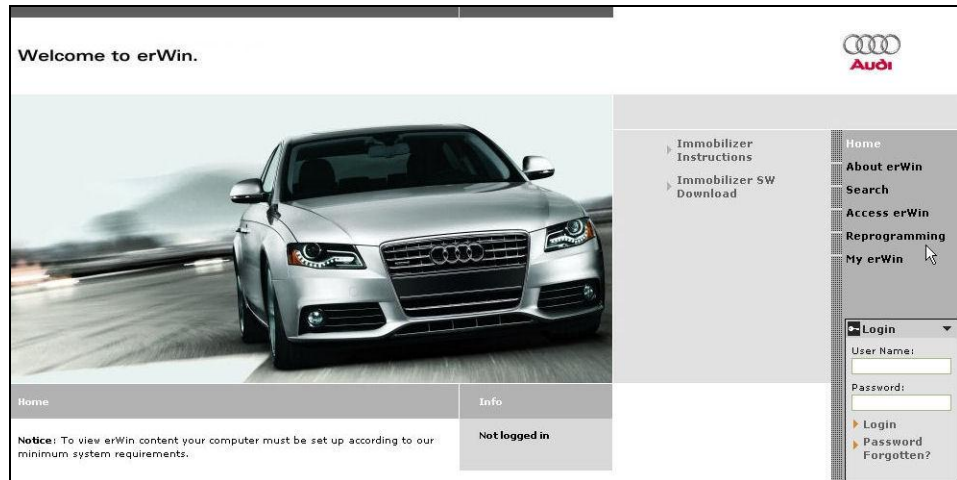 Welcome to erWin.
Audi
Immobilizer
Instructions
Immobilizer SW
Download
Home
About erWin
Search
Access erWin
Reprogramming
My erWin
Login
User Name:
Password:
Login
Password
Forgotten?
Home
Info
Notice: To view erWin content your computer must be set up according to our
minimum system requirements.
Not logged in